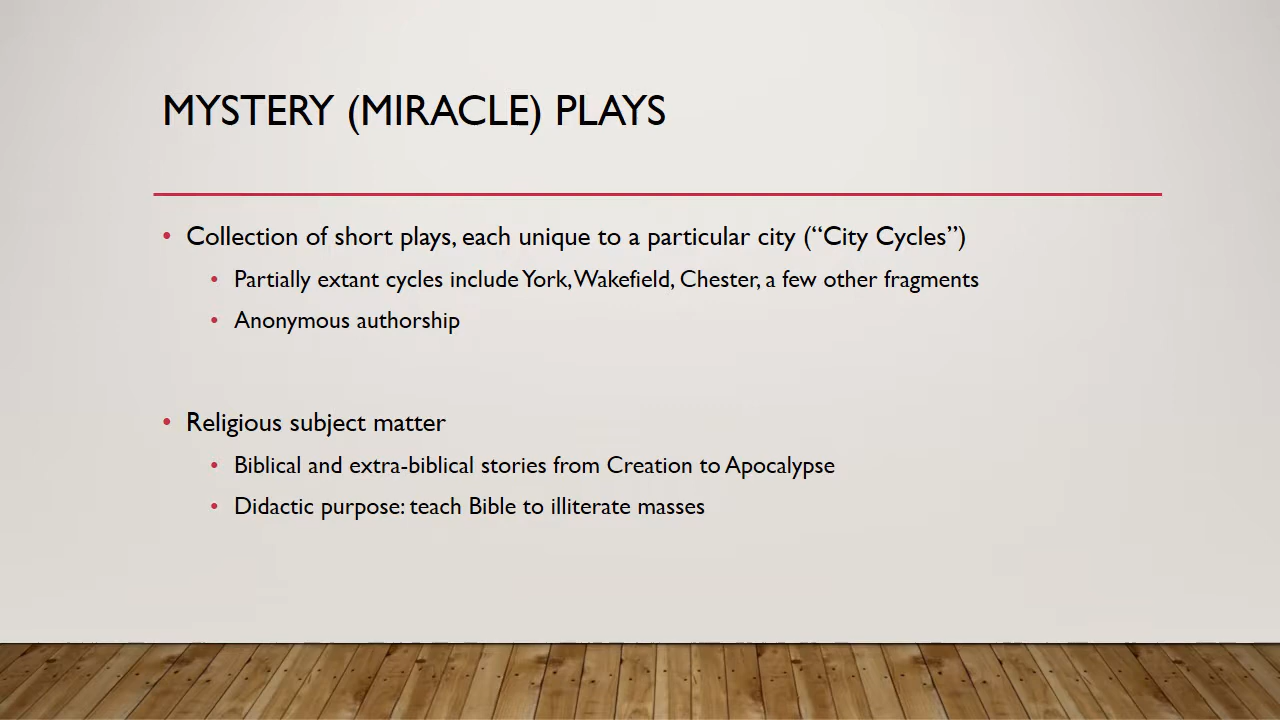 MYSTERY (MIRACLE) PLAYS
• Collection of short plays, each unique to a particular city (“City Cycles”)
• Partially extant cycles include York, Wakefield, Chester, a few other fragments
• Anonymous authorship
• Religious subject matter
• Biblical and extra-biblical stories from Creation to Apocalypse
• Didactic purpose: teach Bible to illiterate masses